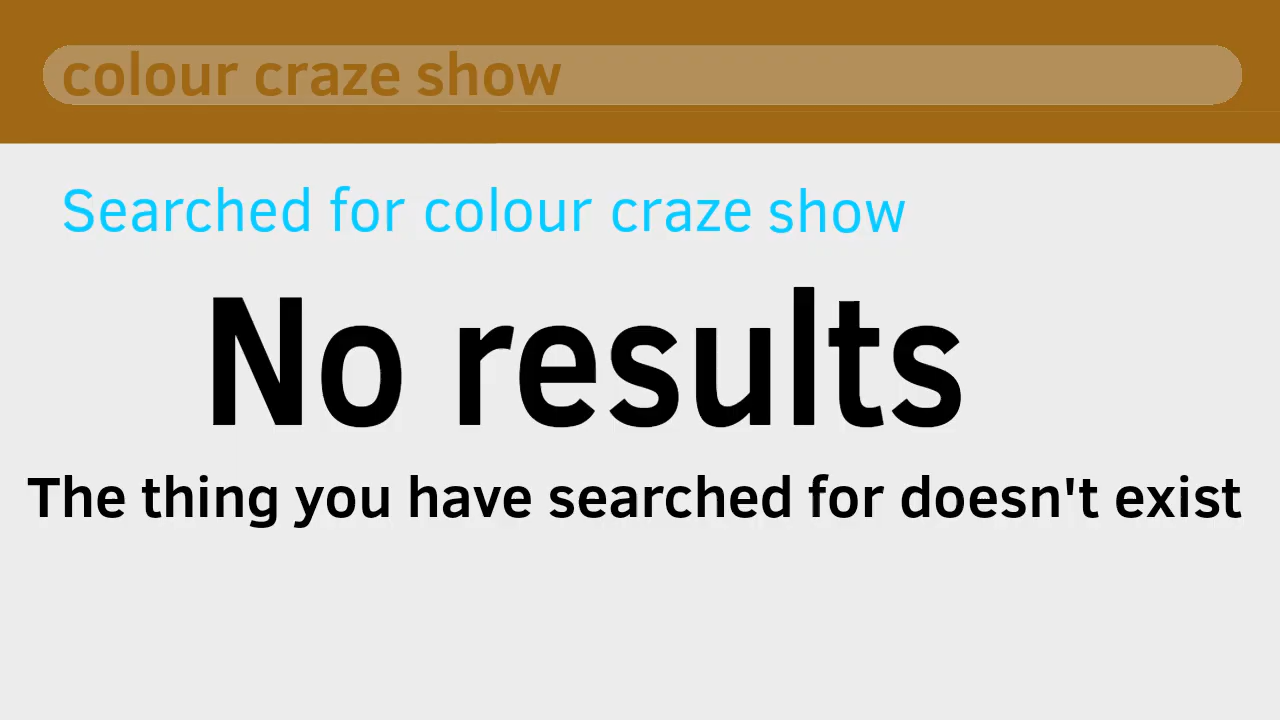 colour craze show
Searched for colour craze show
No results
The thing you have searched for doesn't exist